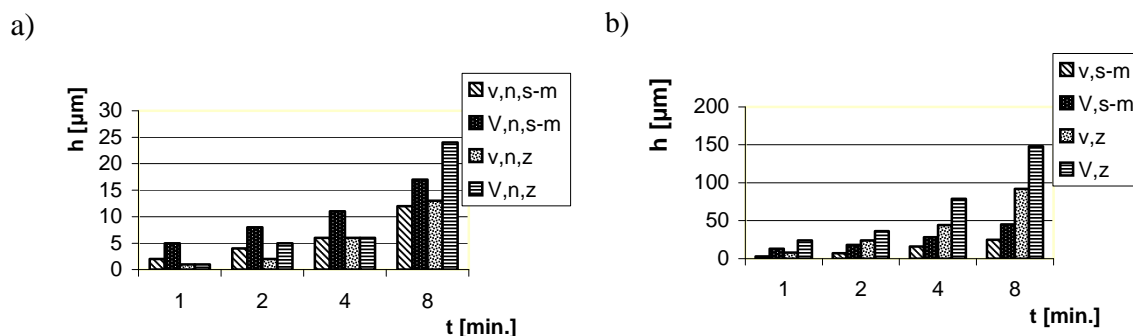 a)
h [µm]
30
25
20
15
10
5
0
1 2 4 8
t [min.]
v,n,s-m
V,n,s-m
v,n,z
V,n,z
b)
h [µm]
200
150
100
50
0
1 2 4 8
t [min.]
v,s-m
V,s-m
v,z
V,z